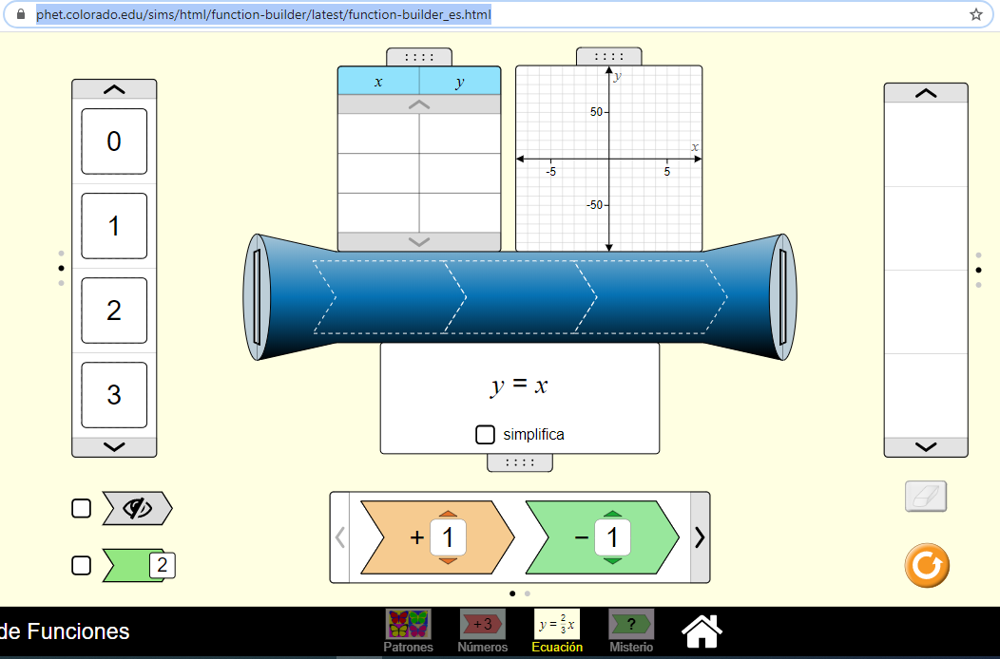 phet.colorado.edu/sims/html/function-builder/latest/function-builder_es.html
x y
y
50
x
-5 5
-50
0
1
2
3
y = x
simplifica
+ 1
− 1
2
de Funciones
+3
y = 2/3 x
?
Patrones Números Ecuación Misterio